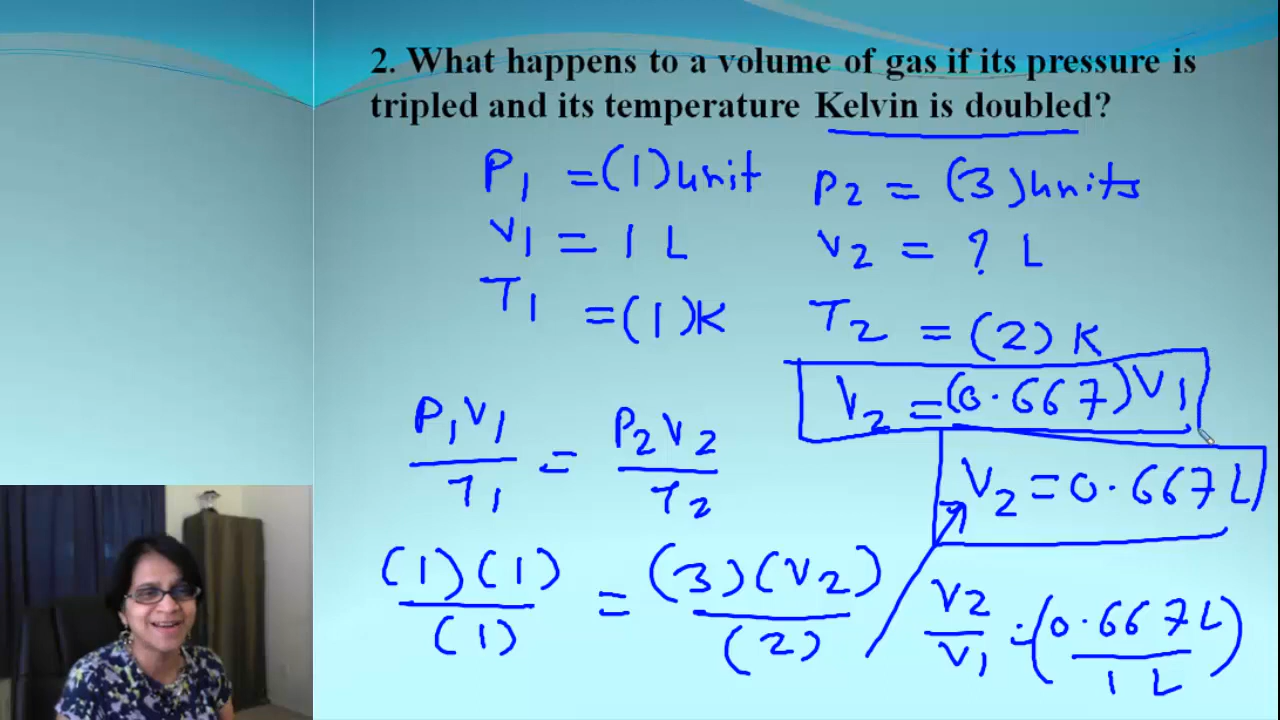 2. What happens to a volume of gas if its pressure is
tripled and its temperature Kelvin is doubled?
P1 = (1) unit P2 = (3) units
V1 = 1 L V2 = ? L
T1 = (1) K T2 = (2) K
V2 = (0.667) V1
P1V1/T1 = P2V2/T2
V2 = 0.667 L
(1)(1)/(1) = (3)(V2)/(2)
V2/V1 = (0.667 L/1 L)